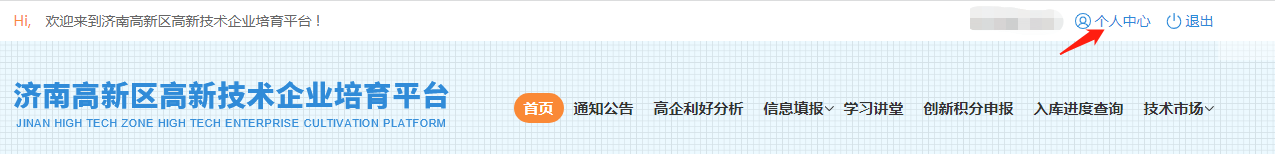 Hi, 欢迎来到济南高新区高新技术企业培育平台！ 个人中心 退出
济南高新区高新技术企业培育平台
JINAN HIGH TECH ZONE HIGH TECH ENTERPRISE CULTIVATION PLATFORM
首页 通知公告 高企利好分析 信息填报 学习讲堂 创新积分申报 入库进度查询 技术市场